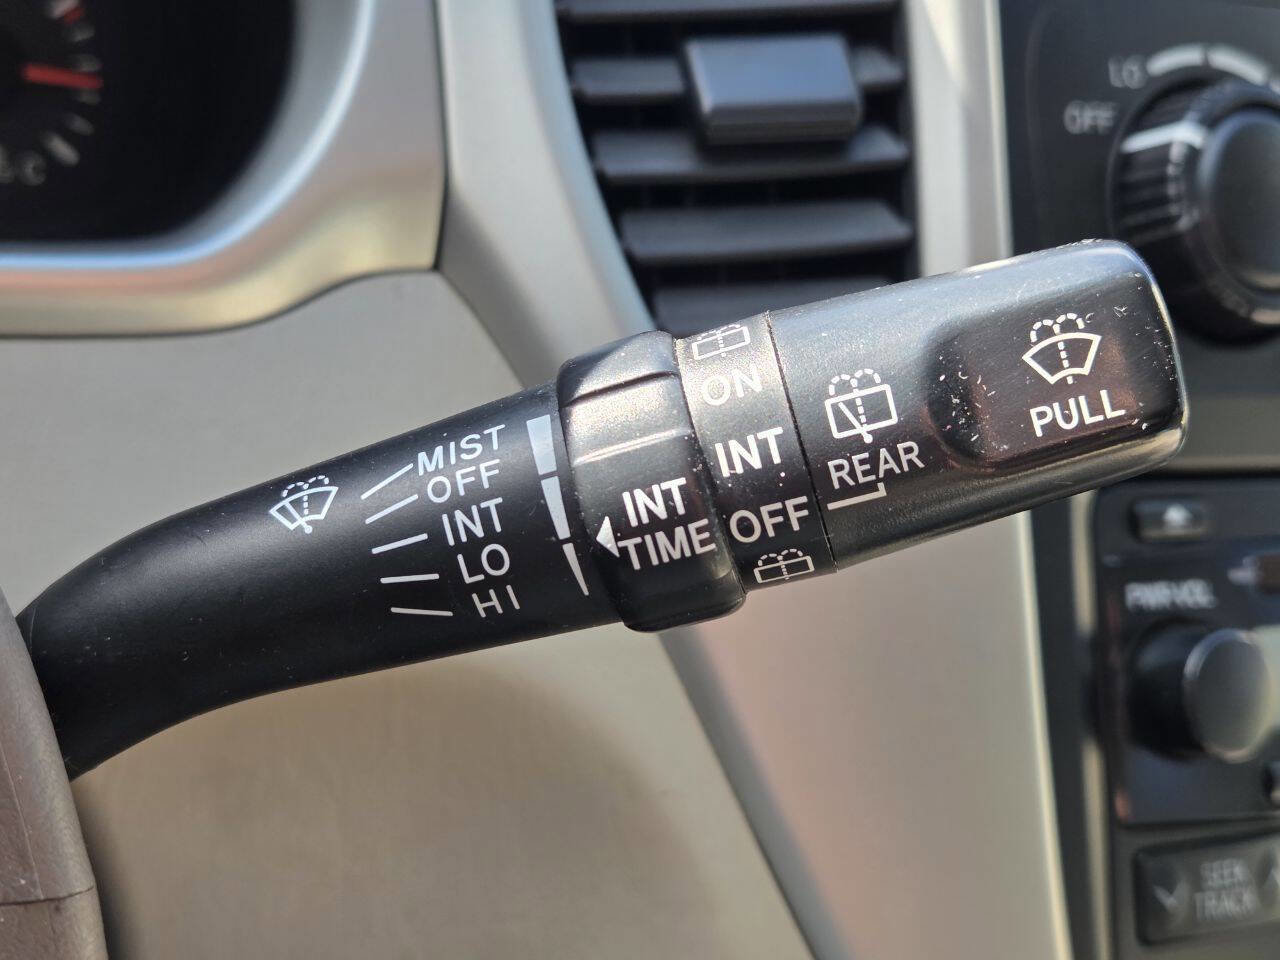 MIST
OFF
INT
LO
HI
INT
TIME
ON
INT
OFF
REAR
PULL
LO
OFF
C
PWR·VOL
SEEK
TRACK